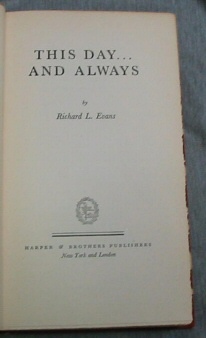 THIS DAY...
AND ALWAYS
by
Richard L. Evans
HARPER & BROTHERS PUBLISHERS
New York and London